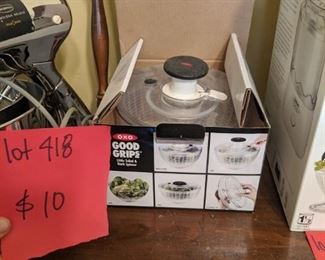 lot 418
$10
OXO
GOOD
GRIPS
Little Salad &
Herb Spinner